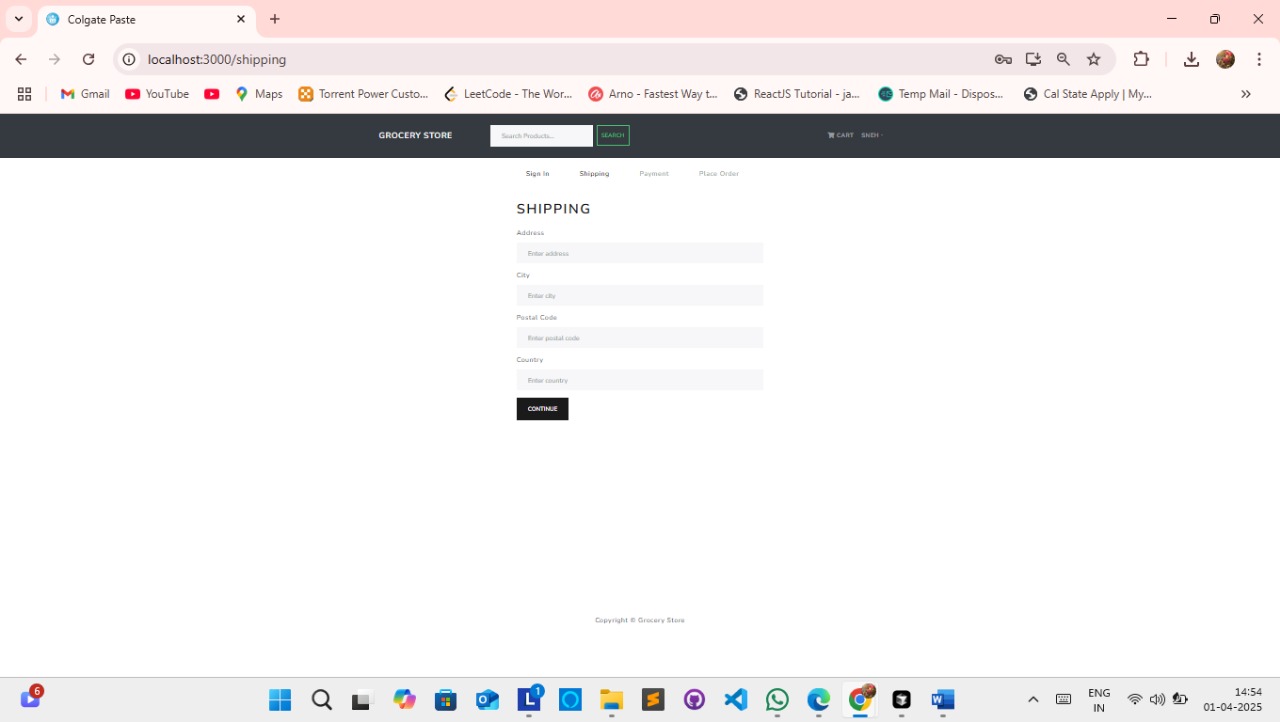 Colgate Paste
localhost:3000/shipping
Gmail YouTube Maps Torrent Power Custo... LeetCode - The Wor... Arno - Fastest Way t... ReactJS Tutorial - ja... Temp Mail - Dispos... Cal State Apply | My...
GROCERY STORE Search Products... SEARCH CART SNEH
Sign In Shipping Payment Place Order
SHIPPING
Address
Enter address
City
Enter city
Postal Code
Enter postal code
Country
Enter country
CONTINUE
Copyright © Grocery Store
6
1
ENG
IN
14:54
01-04-2025